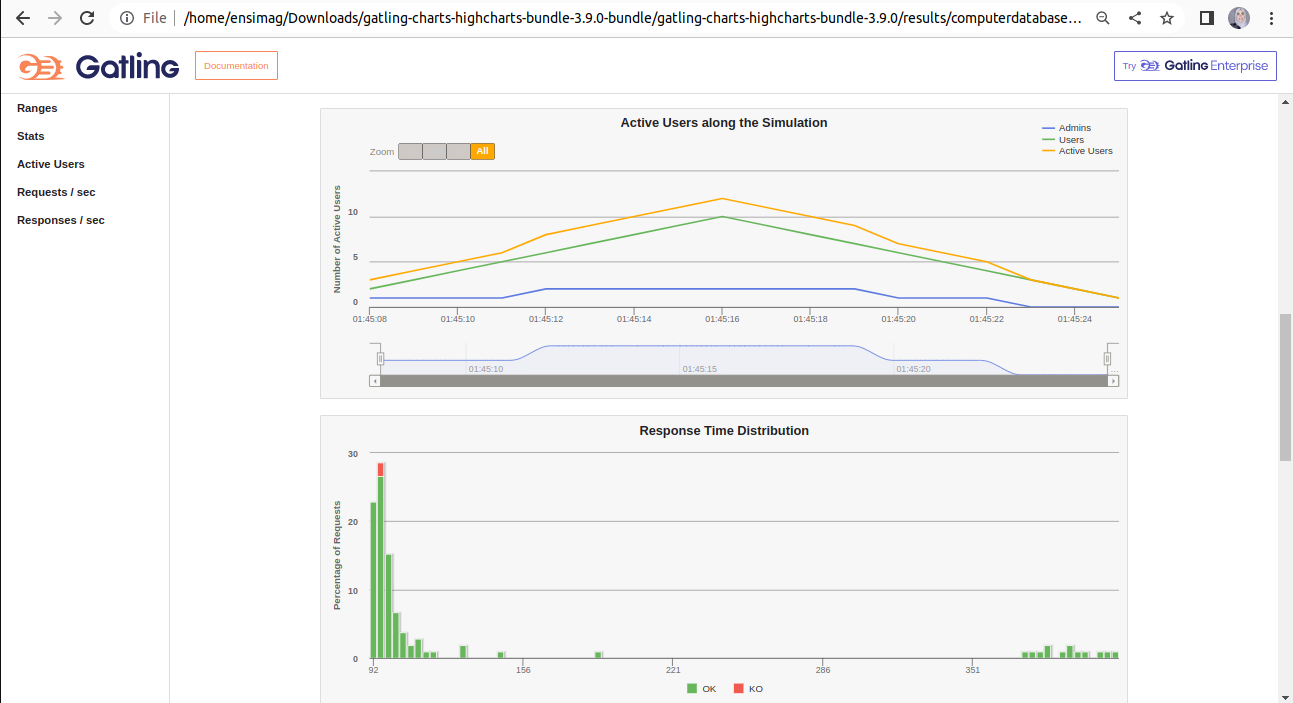 File
/home/ensimag/Downloads/gatling-charts-highcharts-bundle-3.9.0-bundle/gatling-charts-highcharts-bundle-3.9.0/results/computerdatabase…
Gatling
Documentation
Try Gatling Enterprise
Ranges
Stats
Active Users
Requests / sec
Responses / sec
Active Users along the Simulation
Admins
Users
Active Users
Zoom All
Number of Active Users
10
5
0
01:45:08 01:45:10 01:45:12 01:45:14 01:45:16 01:45:18 01:45:20 01:45:22 01:45:24
01:45:10 01:45:15 01:45:20 …
Response Time Distribution
Percentage of Requests
30
20
10
0
92 156 221 286 351
OK KO